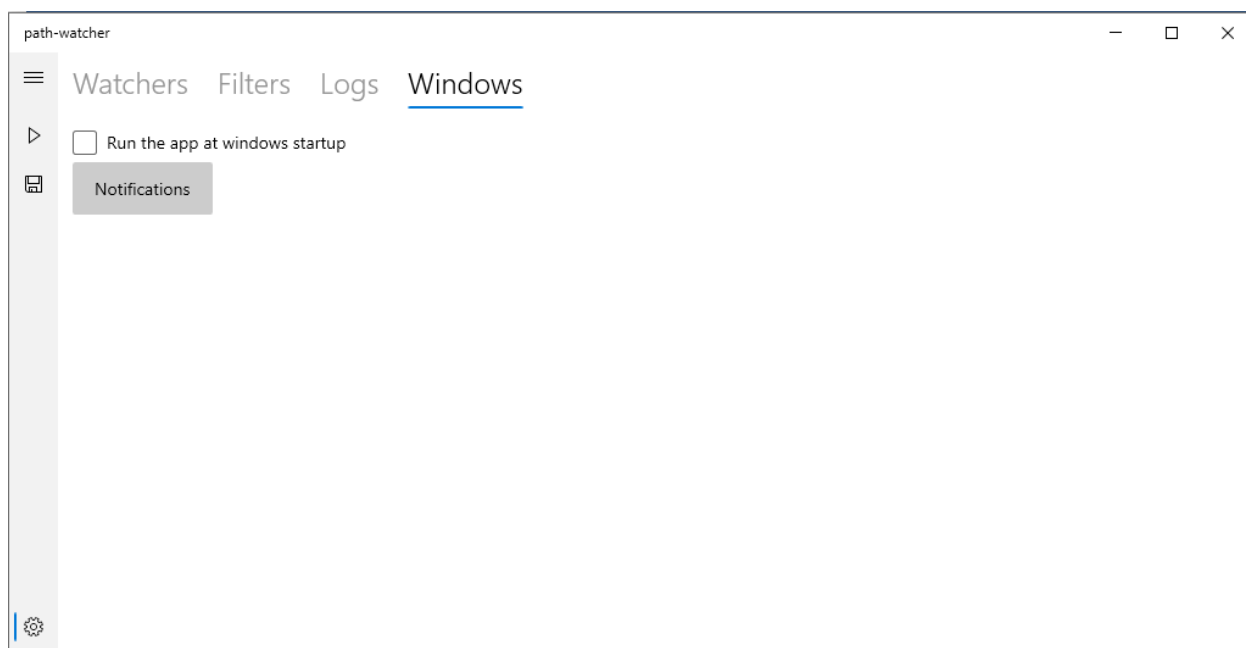 path-watcher
Watchers Filters Logs Windows
Run the app at windows startup
Notifications